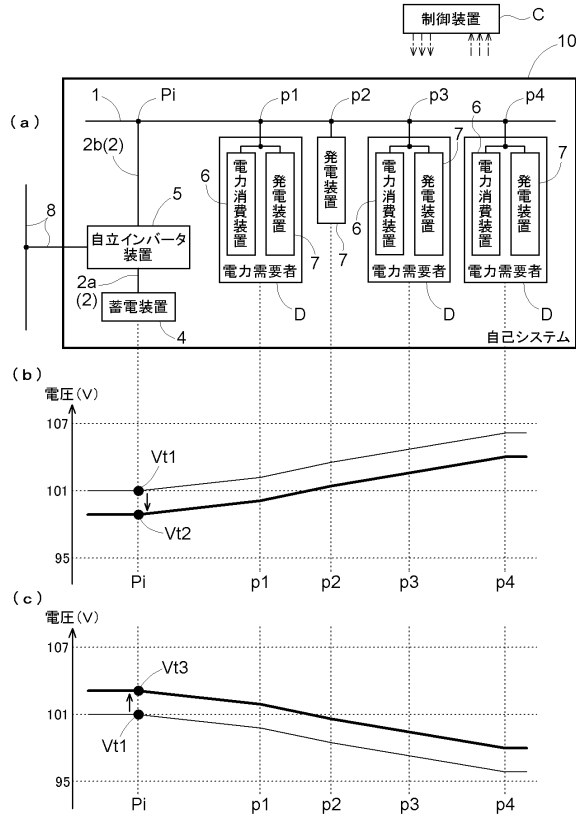 制御装置
C
10
(a)
1
Pi
p1
p2
p3
p4
2b(2)
6
電力消費装置
発電装置
7
電力需要者
D
発電装置
7
6
電力消費装置
発電装置
7
電力需要者
D
6
電力消費装置
発電装置
7
電力需要者
D
8
5
自立インバータ
装置
2a
(2)
蓄電装置
4
自己システム
(b)
電圧(V)
107
101
95
Vt1
Vt2
Pi
p1
p2
p3
p4
(c)
電圧(V)
107
101
95
Vt3
Vt1
Pi
p1
p2
p3
p4